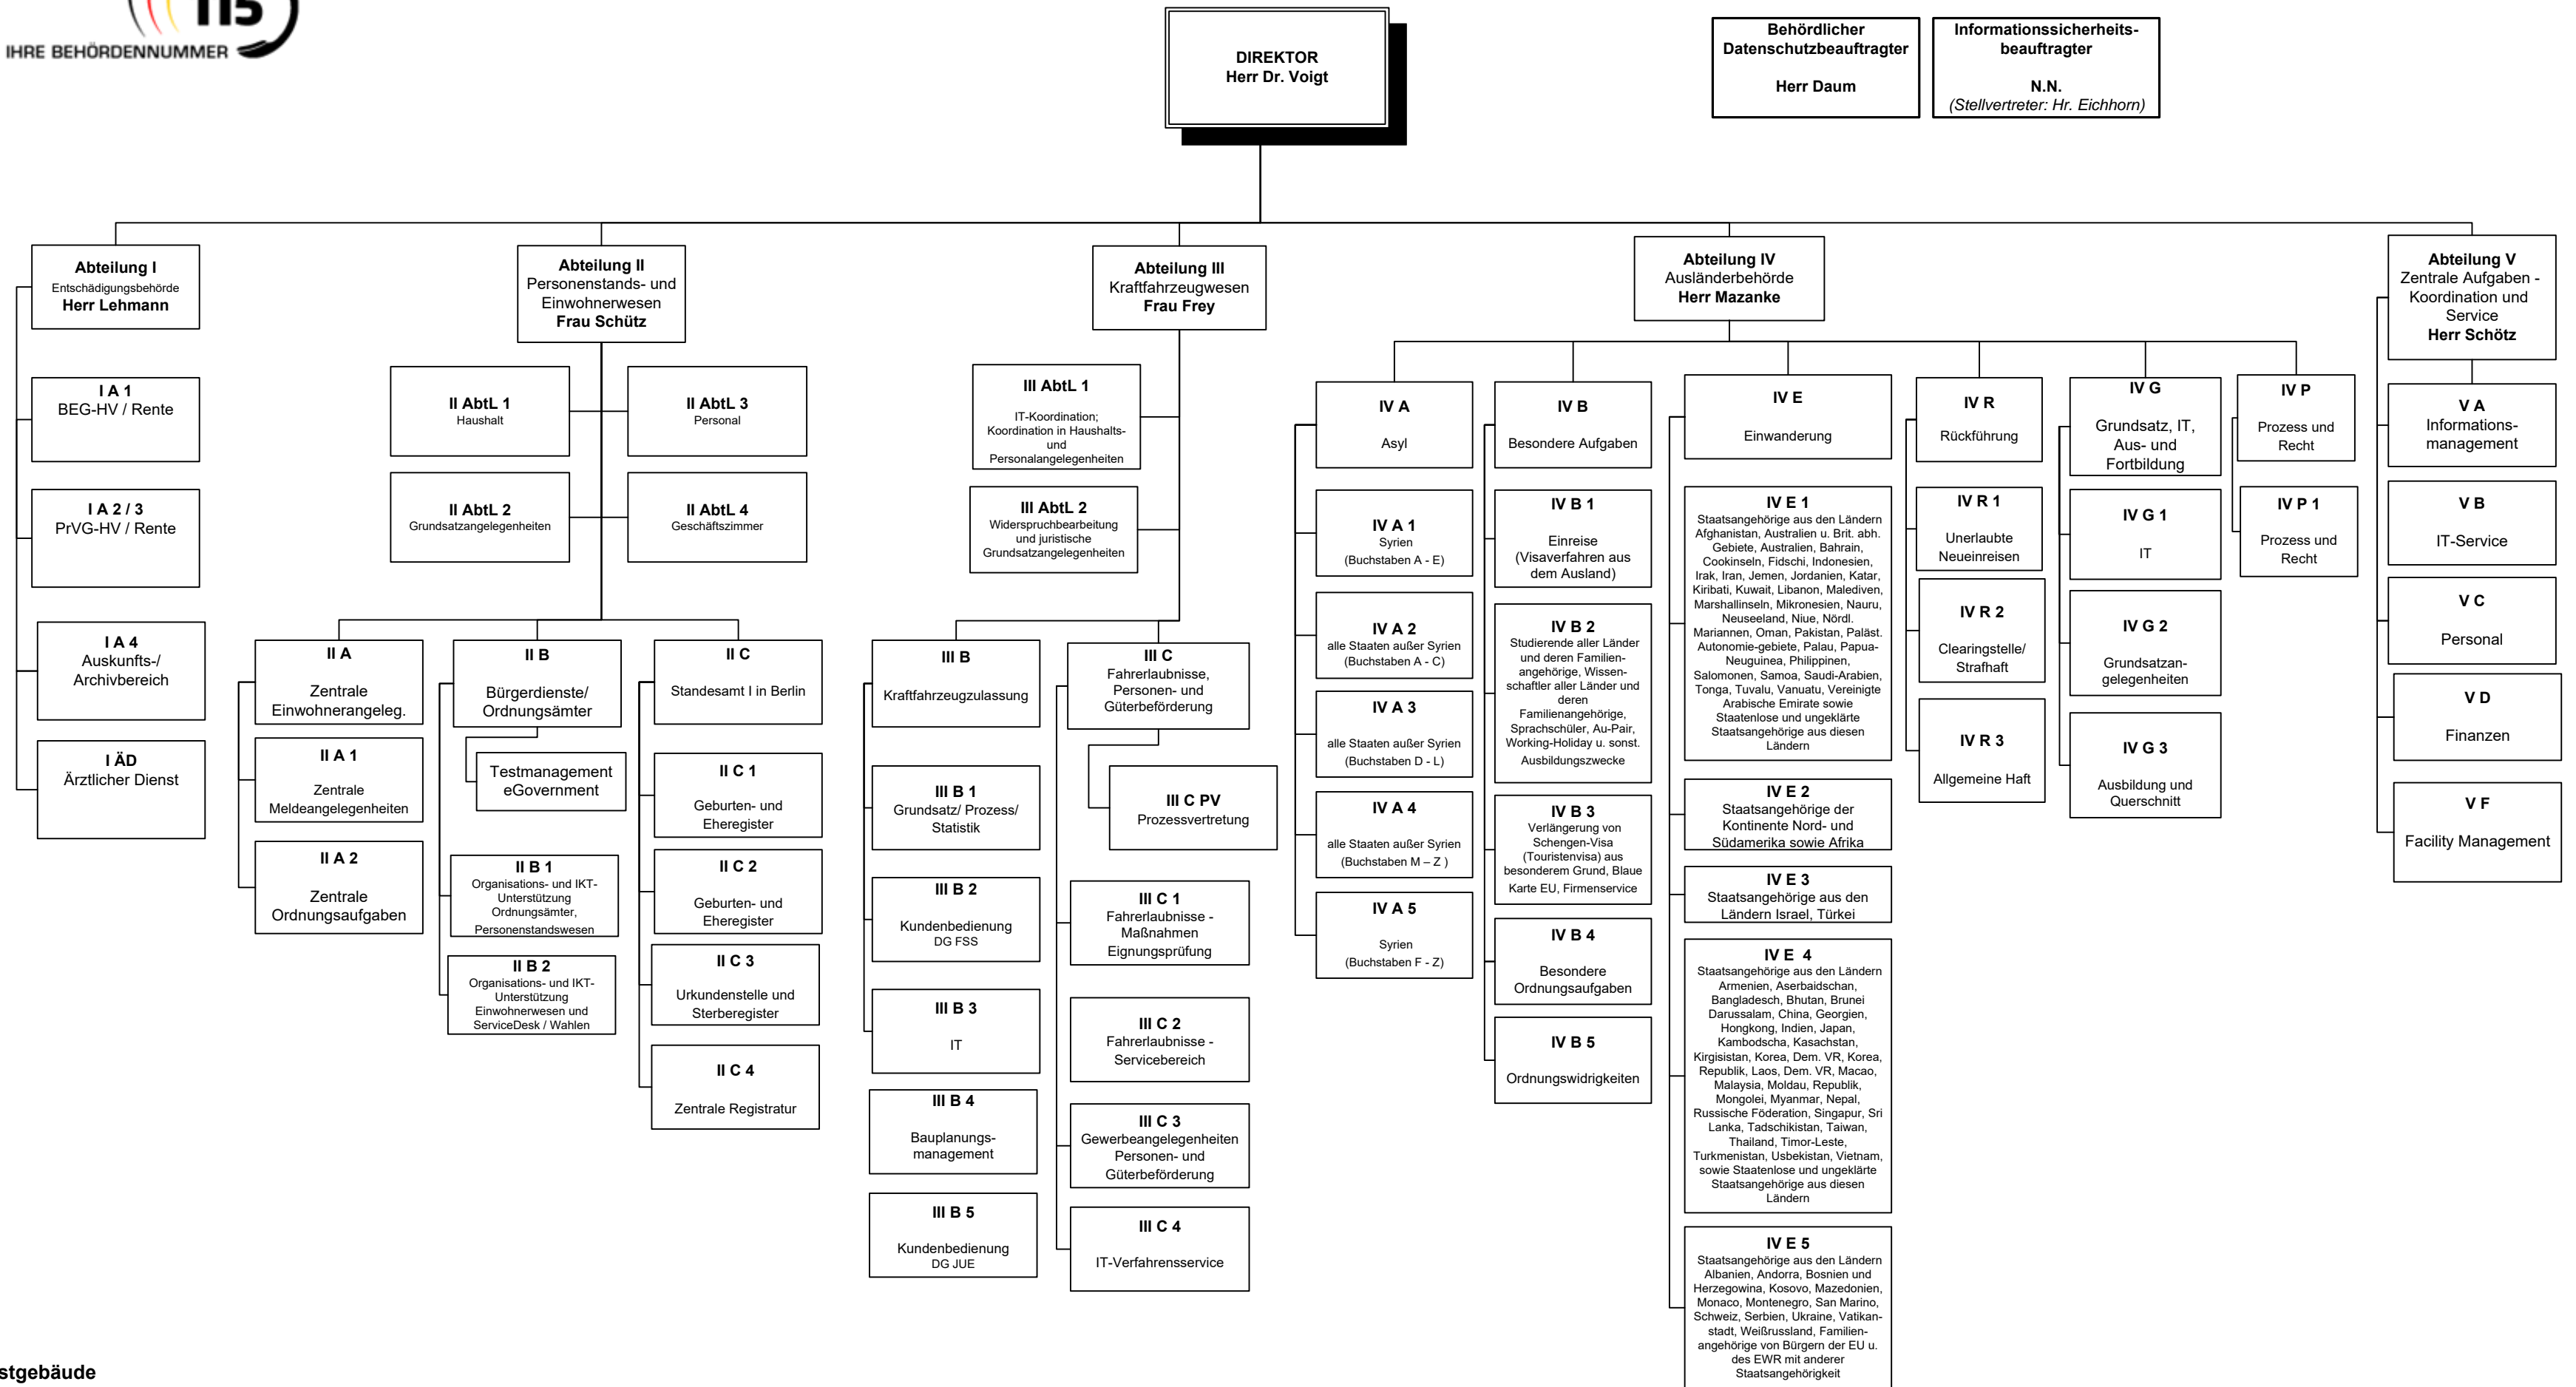 115
IHRE BEHÖRDENNUMMER
DIREKTOR
Herr Dr. Voigt
Behördlicher
Datenschutzbeauftragter
Herr Daum
Informationssicherheits-
beauftragter
N.N.
(Stellvertreter: Hr. Eichhorn)
Abteilung I
Entschädigungsbehörde
Herr Lehmann
I A 1
BEG-HV / Rente
I A 2 / 3
PrVG-HV / Rente
I A 4
Auskunfts-/
Archivbereich
I ÄD
Ärztlicher Dienst
Abteilung II
Personenstands- und
Einwohnerwesen
Frau Schütz
II AbtL 1
Haushalt
II AbtL 3
Personal
II AbtL 2
Grundsatzangelegenheiten
II AbtL 4
Geschäftszimmer
II A
Zentrale
Einwohnerangeleg.
II A 1
Zentrale
Meldeangelegenheiten
II A 2
Zentrale
Ordnungsaufgaben
II B
Bürgerdienste/
Ordnungsämter
Testmanagement
eGovernment
II B 1
Organisations- und IKT-
Unterstützung
Ordnungsämter,
Personenstandswesen
II B 2
Organisations- und IKT-
Unterstützung
Einwohnerwesen und
ServiceDesk / Wahlen
II C
Standesamt I in Berlin
II C 1
Geburten- und
Eheregister
II C 2
Geburten- und
Eheregister
II C 3
Urkundenstelle und
Sterberegister
II C 4
Zentrale Registratur
Abteilung III
Kraftfahrzeugwesen
Frau Frey
III AbtL 1
IT-Koordination;
Koordination in Haushalts-
und
Personalangelegenheiten
III AbtL 2
Widerspruchbearbeitung
und juristische
Grundsatzangelegenheiten
III B
Kraftfahrzeugzulassung
III B 1
Grundsatz/ Prozess/
Statistik
III B 2
Kundenbedienung
DG FSS
III B 3
IT
III B 4
Bauplanungs-
management
III B 5
Kundenbedienung
DG JUE
III C
Fahrerlaubnisse,
Personen- und
Güterbeförderung
III C PV
Prozessvertretung
III C 1
Fahrerlaubnisse -
Maßnahmen
Eignungsprüfung
III C 2
Fahrerlaubnisse -
Servicebereich
III C 3
Gewerbeangelegenheiten
Personen- und
Güterbeförderung
III C 4
IT-Verfahrensservice
Abteilung IV
Ausländerbehörde
Herr Mazanke
IV A
Asyl
IV A 1
Syrien
(Buchstaben A - E)
IV A 2
alle Staaten außer Syrien
(Buchstaben A - C)
IV A 3
alle Staaten außer Syrien
(Buchstaben D - L)
IV A 4
alle Staaten außer Syrien
(Buchstaben M – Z )
IV A 5
Syrien
(Buchstaben F - Z)
IV B
Besondere Aufgaben
IV B 1
Einreise
(Visaverfahren aus
dem Ausland)
IV B 2
Studierende aller Länder
und deren Familien-
angehörige, Wissen-
schaftler aller Länder und
deren
Familienangehörige,
Sprachschüler, Au-Pair,
Working-Holiday u. sonst.
Ausbildungszwecke
IV B 3
Verlängerung von
Schengen-Visa
(Touristenvisa) aus
besonderem Grund, Blaue
Karte EU, Firmenservice
IV B 4
Besondere
Ordnungsaufgaben
IV B 5
Ordnungswidrigkeiten
IV E
Einwanderung
IV E 1
Staatsangehörige aus den Ländern
Afghanistan, Australien u. Brit. abh.
Gebiete, Australien, Bahrain,
Cookinseln, Fidschi, Indonesien,
Irak, Iran, Jemen, Jordanien, Katar,
Kiribati, Kuwait, Libanon, Malediven,
Marshallinseln, Mikronesien, Nauru,
Neuseeland, Niue, Nördl.
Mariannen, Oman, Pakistan, Paläst.
Autonomie-gebiete, Palau, Papua-
Neuguinea, Philippinen,
Salomonen, Samoa, Saudi-Arabien,
Tonga, Tuvalu, Vanuatu, Vereinigte
Arabische Emirate sowie
Staatenlose und ungeklärte
Staatsangehörige aus diesen
Ländern
IV E 2
Staatsangehörige der
Kontinente Nord- und
Südamerika sowie Afrika
IV E 3
Staatsangehörige aus den
Ländern Israel, Türkei
IV E 4
Staatsangehörige aus den Ländern
Armenien, Aserbaidschan,
Bangladesch, Bhutan, Brunei
Darussalam, China, Georgien,
Hongkong, Indien, Japan,
Kambodscha, Kasachstan,
Kirgisistan, Korea, Dem. VR, Korea,
Republik, Laos, Dem. VR, Macao,
Malaysia, Moldau, Republik,
Mongolei, Myanmar, Nepal,
Russische Föderation, Singapur, Sri
Lanka, Tadschikistan, Taiwan,
Thailand, Timor-Leste,
Turkmenistan, Usbekistan, Vietnam,
sowie Staatenlose und ungeklärte
Staatsangehörige aus diesen
Ländern
IV E 5
Staatsangehörige aus den Ländern
Albanien, Andorra, Bosnien und
Herzegowina, Kosovo, Mazedonien,
Monaco, Montenegro, San Marino,
Schweiz, Serbien, Ukraine, Vatikan-
stadt, Weißrussland, Familien-
angehörige von Bürgern der EU u.
des EWR mit anderer
Staatsangehörigkeit
IV R
Rückführung
IV R 1
Unerlaubte
Neueinreisen
IV R 2
Clearingstelle/
Strafhaft
IV R 3
Allgemeine Haft
IV G
Grundsatz, IT,
Aus- und
Fortbildung
IV G 1
IT
IV G 2
Grundsatzan-
gelegenheiten
IV G 3
Ausbildung und
Querschnitt
IV P
Prozess und
Recht
IV P 1
Prozess und
Recht
Abteilung V
Zentrale Aufgaben -
Koordination und
Service
Herr Schötz
V A
Informations-
management
V B
IT-Service
V C
Personal
V D
Finanzen
V F
Facility Management
stgebäude